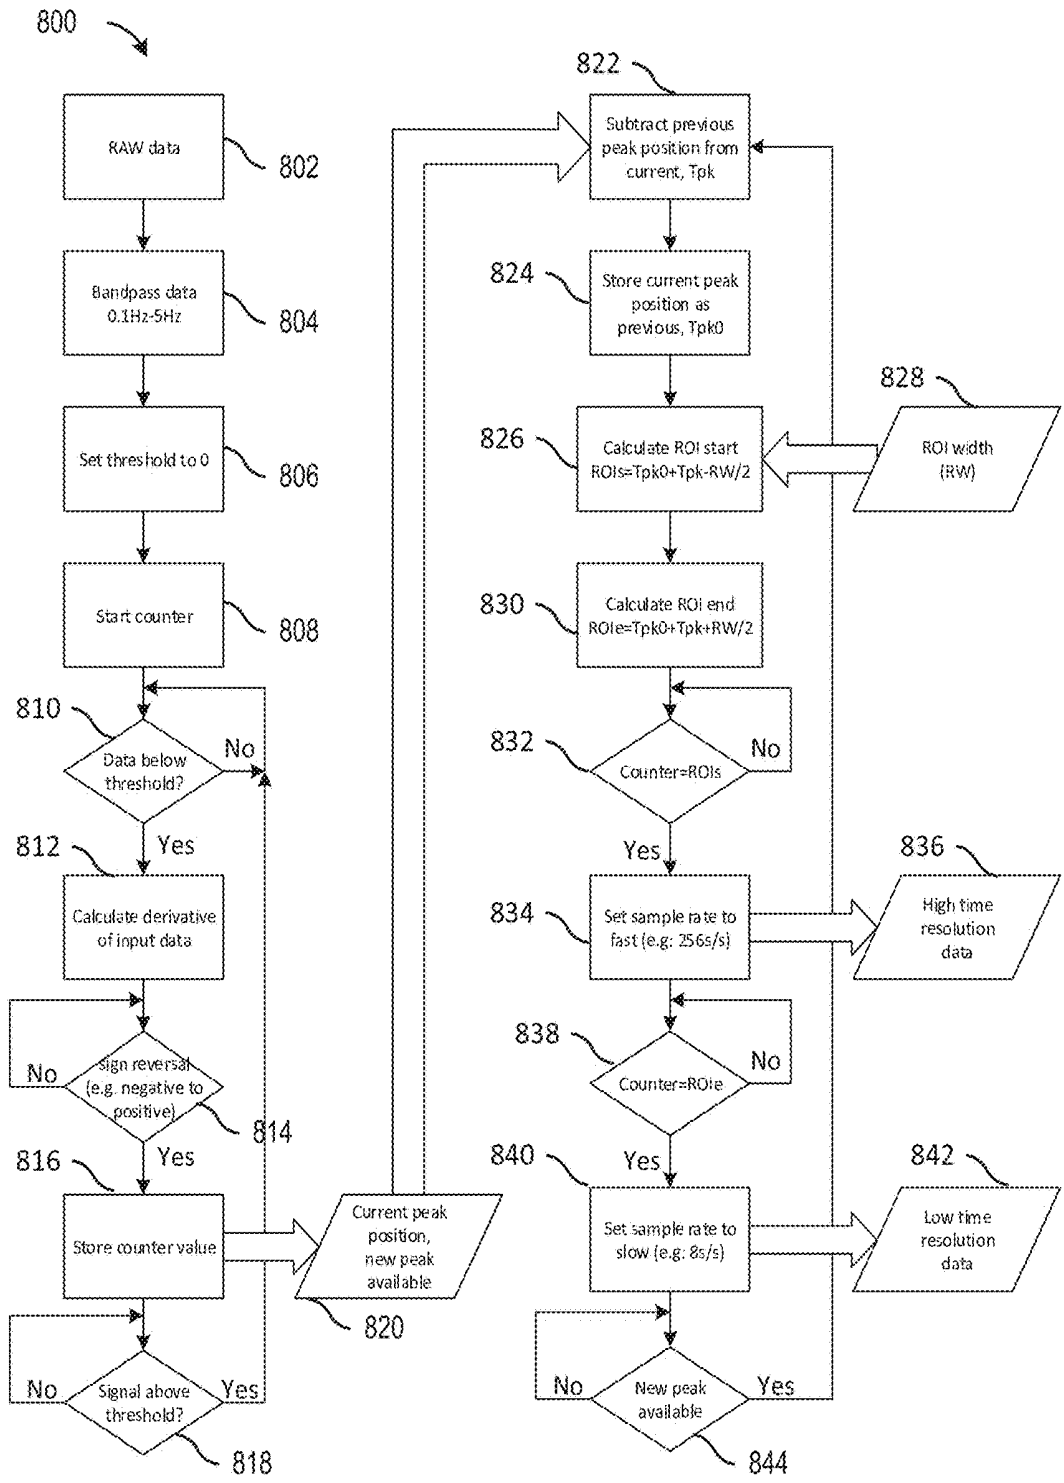 800
RAW data
802
Bandpass data
0.1Hz-5Hz
804
Set threshold to 0
806
Start counter
808
810
Data below
threshold?
No
Yes
812
Calculate derivative
of input data
sign reversal
(e.g. negative to
positive)
No
814
Yes
816
Store counter value
Current peak
position,
new peak
available
820
Signal above
threshold?
No
Yes
818
822
Subtract previous
peak position from
current, Tpk
824
Store current peak
position as
previous, Tpk0
826
Calculate ROI start
ROIs=Tpk0+Tpk-RW/2
828
ROI width
(RW)
830
Calculate ROI end
ROIe=Tpk0+Tpk+RW/2
832
Counter=ROIs
No
Yes
834
Set sample rate to
fast (e.g: 256s/s)
836
High time
resolution
data
838
Counter=ROIe
No
Yes
840
Set sample rate to
slow (e.g: 8s/s)
842
Low time
resolution
data
New peak
available
No
Yes
844